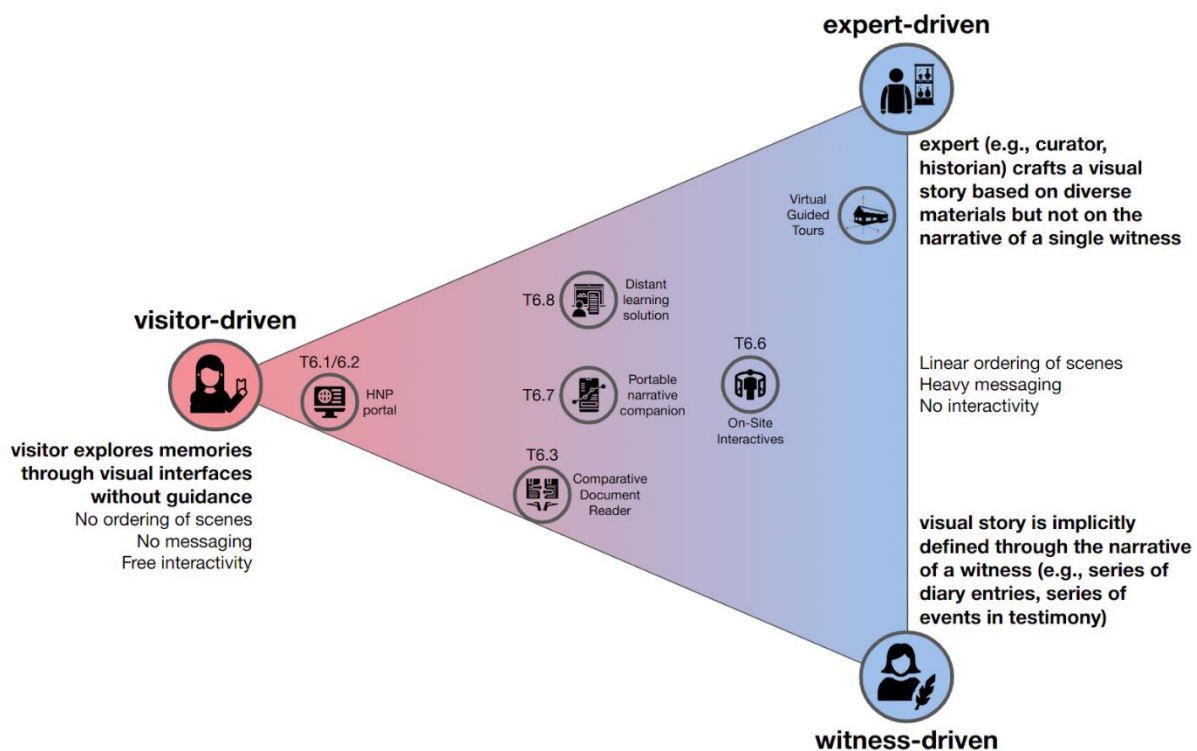 expert-driven
expert (e.g., curator,
historian) crafts a visual
story based on diverse
materials but not on the
narrative of a single witness
Virtual
Guided
Tours
T6.8
Distant
learning
solution
visitor-driven
T6.1/6.2
HNP
portal
T6.7
Portable
narrative
companion
T6.6
On-Site
Interactives
Linear ordering of scenes
Heavy messaging
No interactivity
visitor explores memories
through visual interfaces
without guidance
No ordering of scenes
No messaging
Free interactivity
T6.3
Comparative
Document
Reader
visual story is implicitly
defined through the narrative
of a witness (e.g., series of
diary entries, series of
events in testimony)
witness-driven